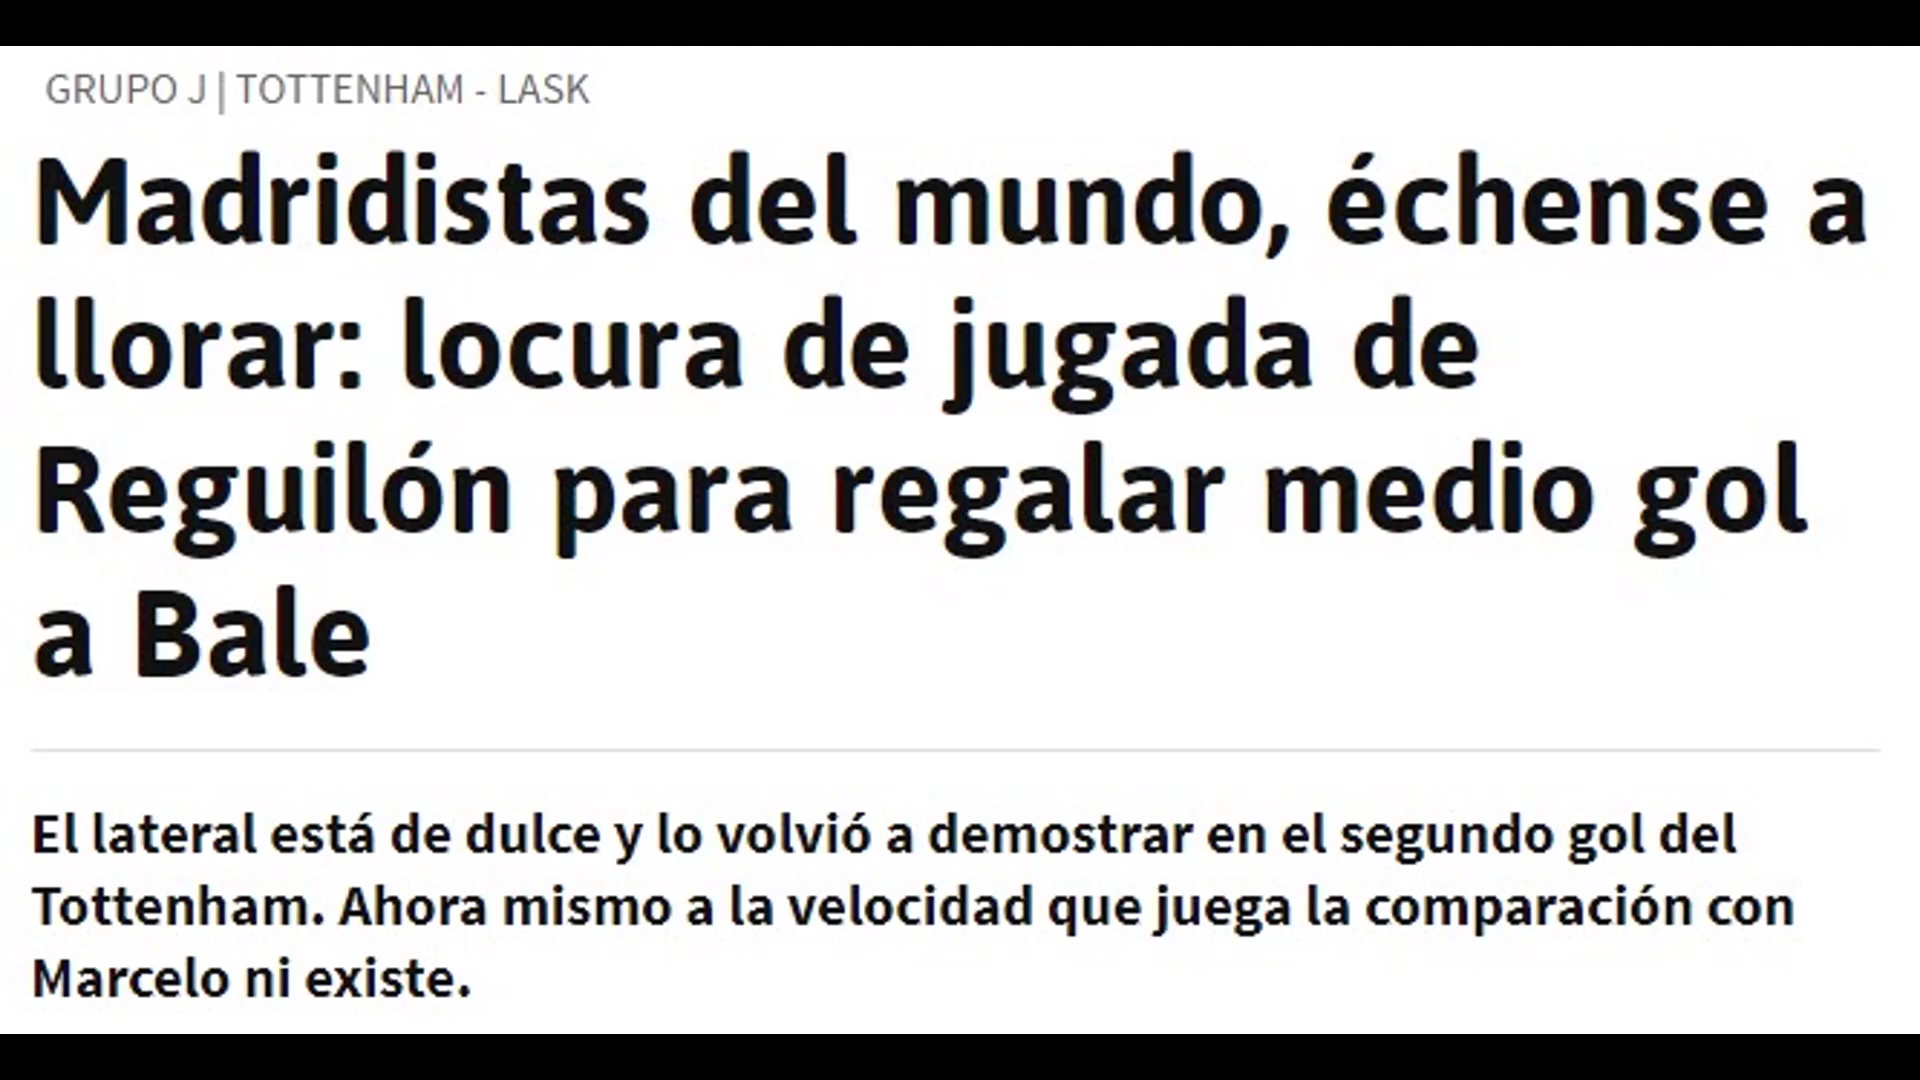 GRUPO J | TOTTENHAM - LASK
Madridistas del mundo, échense a
llorar: locura de jugada de
Reguilón para regalar medio gol
a Bale
El lateral está de dulce y lo volvió a demostrar en el segundo gol del
Tottenham. Ahora mismo a la velocidad que juega la comparación con
Marcelo ni existe.